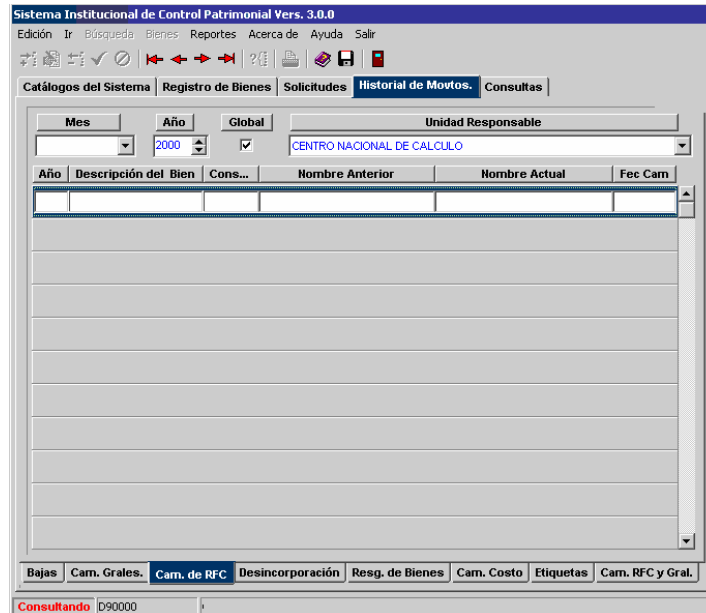 Sistema Institucional de Control Patrimonial Vers. 3.0.0
Edición Ir Búsqueda Bienes Reportes Acerca de Ayuda Salir
Catálogos del Sistema Registro de Bienes Solicitudes Historial de Movtos. Consultas
Mes Año Global Unidad Responsable
2000 CENTRO NACIONAL DE CALCULO
Año Descripción del Bien Cons... Nombre Anterior Nombre Actual Fec Cam
Bajas Cam. Grales. Cam. de RFC Desincorporación Resg. de Bienes Cam. Costo Etiquetas Cam. RFC y Gral.
Consultando D90000